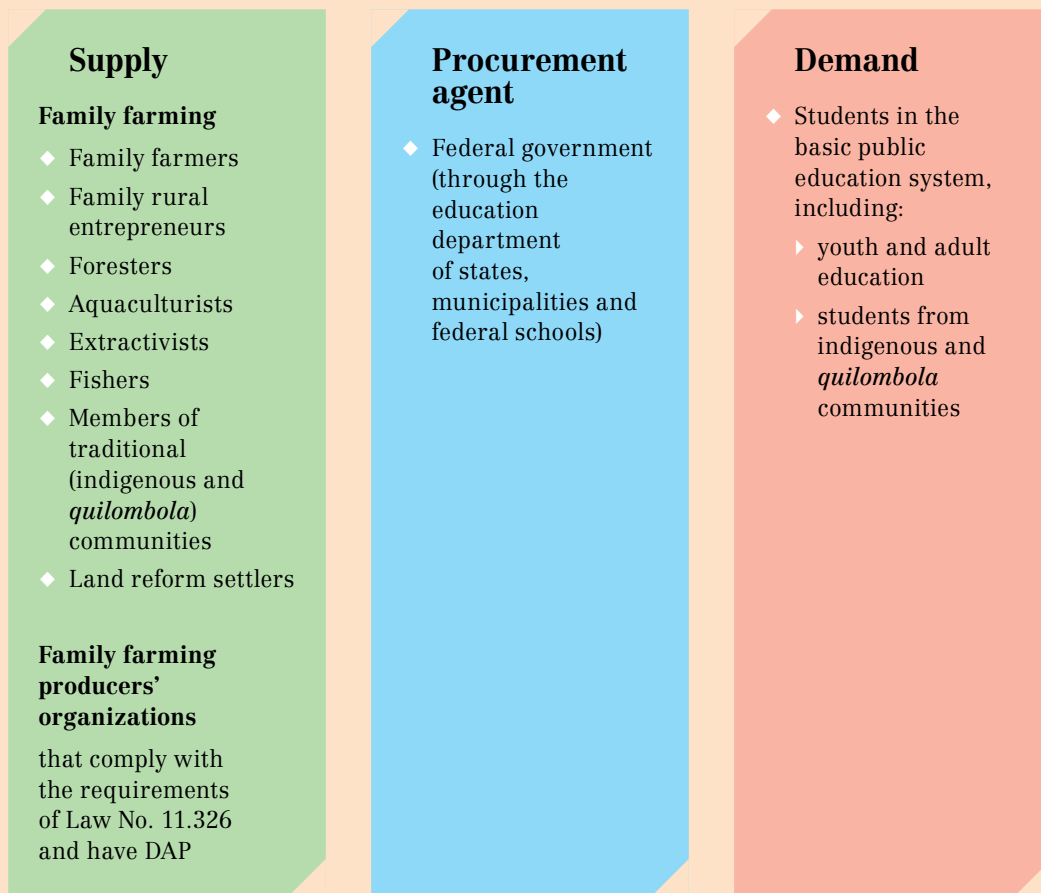 Supply
Family farming
◆ Family farmers
◆ Family rural
entrepreneurs
◆ Foresters
◆ Aquaculturists
◆ Extractivists
◆ Fishers
◆ Members of
traditional
(indigenous and
quilombola)
communities
◆ Land reform settlers
Family farming
producers’
organizations
that comply with
the requirements
of Law No. 11.326
and have DAP
Procurement
agent
◆ Federal government
(through the
education
department
of states,
municipalities and
federal schools)
Demand
◆ Students in the
basic public
education system,
including:
youth and adult
education
students from
indigenous and
quilombola
communities